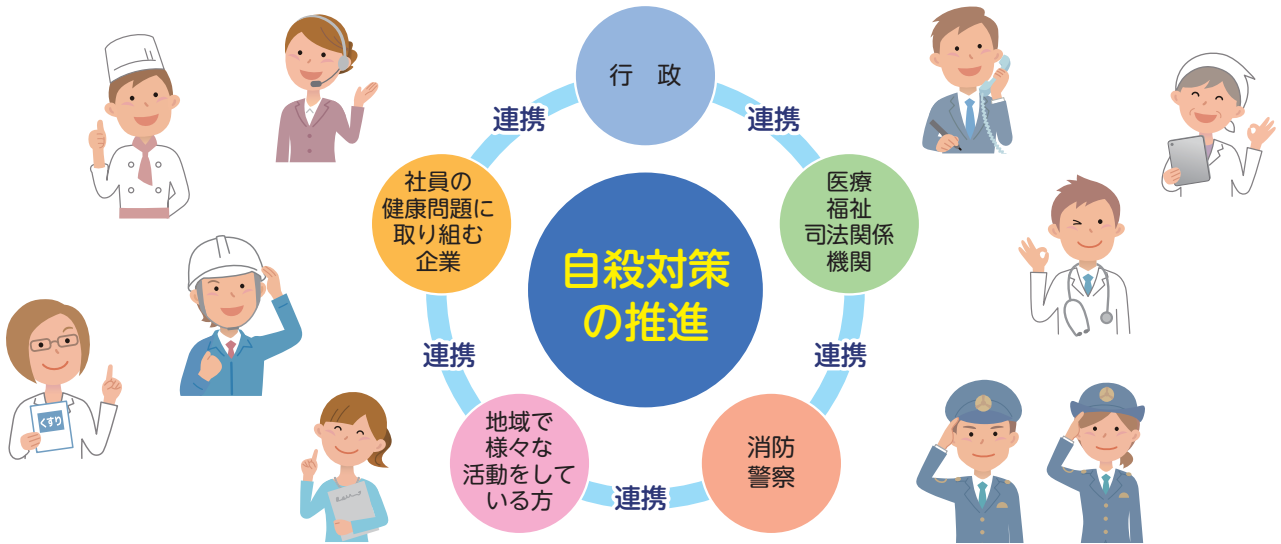 行　政
連携
連携
社員の
健康問題に
取り組む
企業
医療
福祉
司法関係
機関
自殺対策
の推進
連携
連携
地域で
様々な
活動をして
いる方
消防
警察
連携
くすり